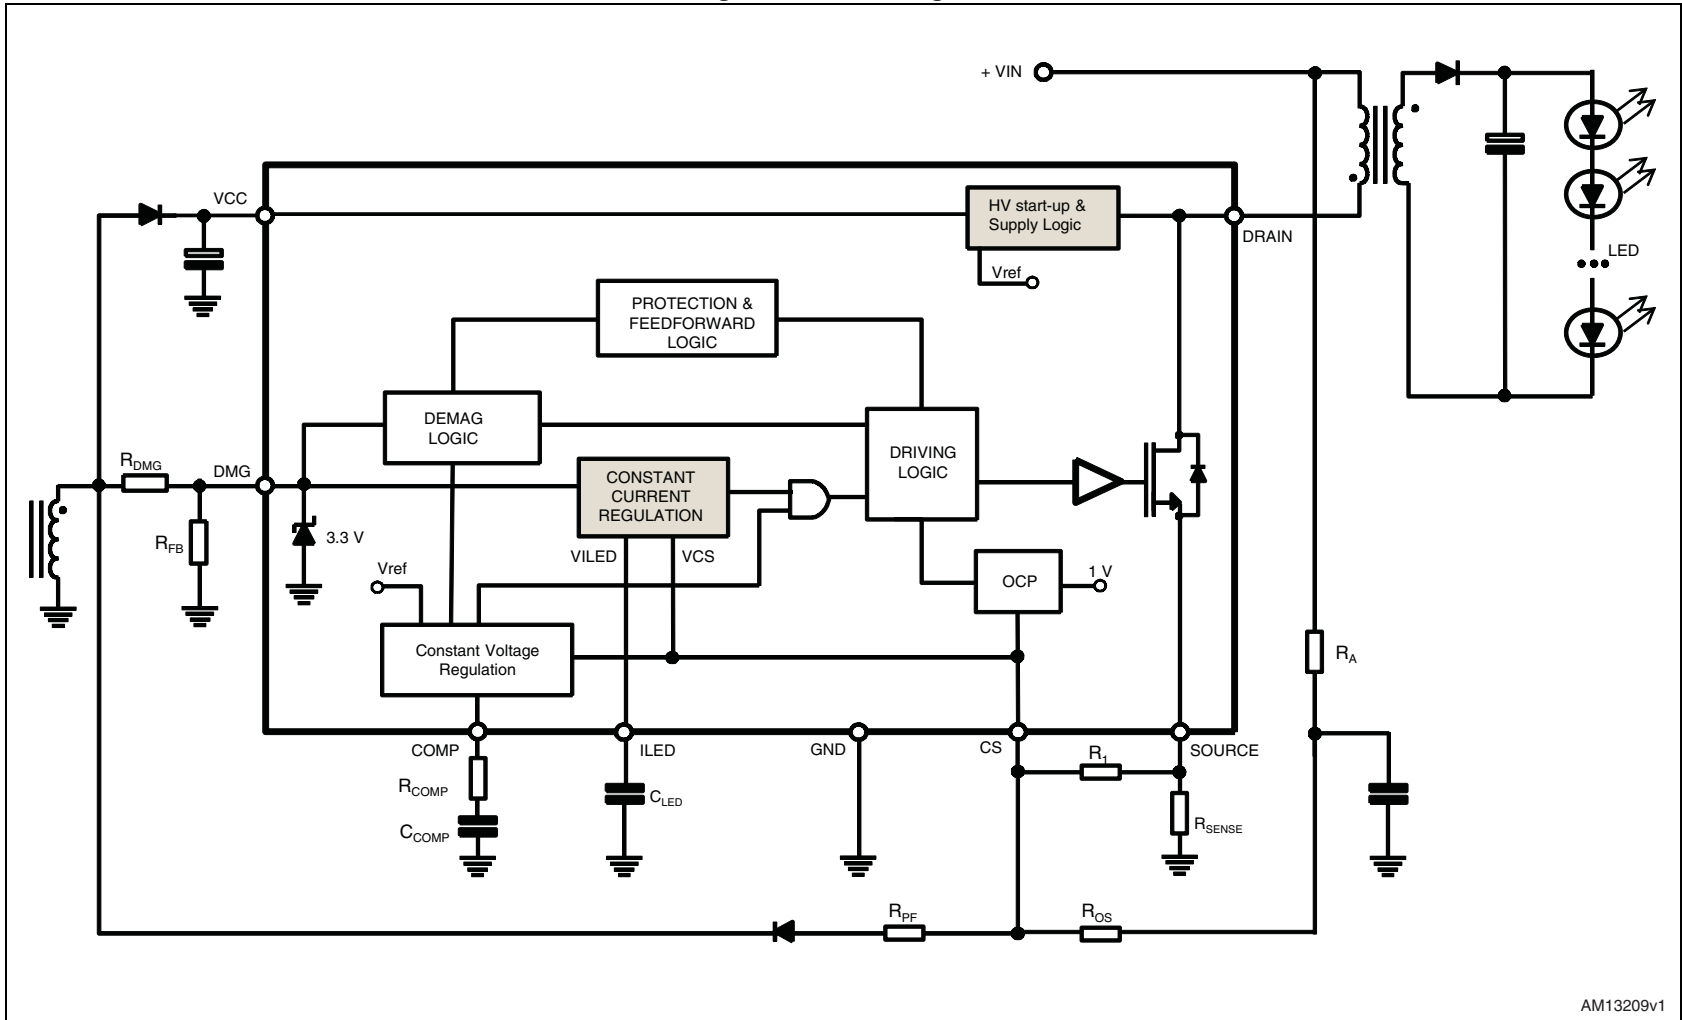 + VIN
VCC
HV start-up &
Supply Logic
DRAIN
LED
Vref
PROTECTION &
FEEDFORWARD
LOGIC
DEMAG
LOGIC
DRIVING
LOGIC
RDMG
DMG
CONSTANT
CURRENT
REGULATION
RFB
3.3 V
VILED
VCS
Vref
OCP
1 V
Constant Voltage
Regulation
RA
COMP
ILED
GND
CS
SOURCE
R1
RCOMP
CLED
RSENSE
CCOMP
RPF
ROS
AM13209v1